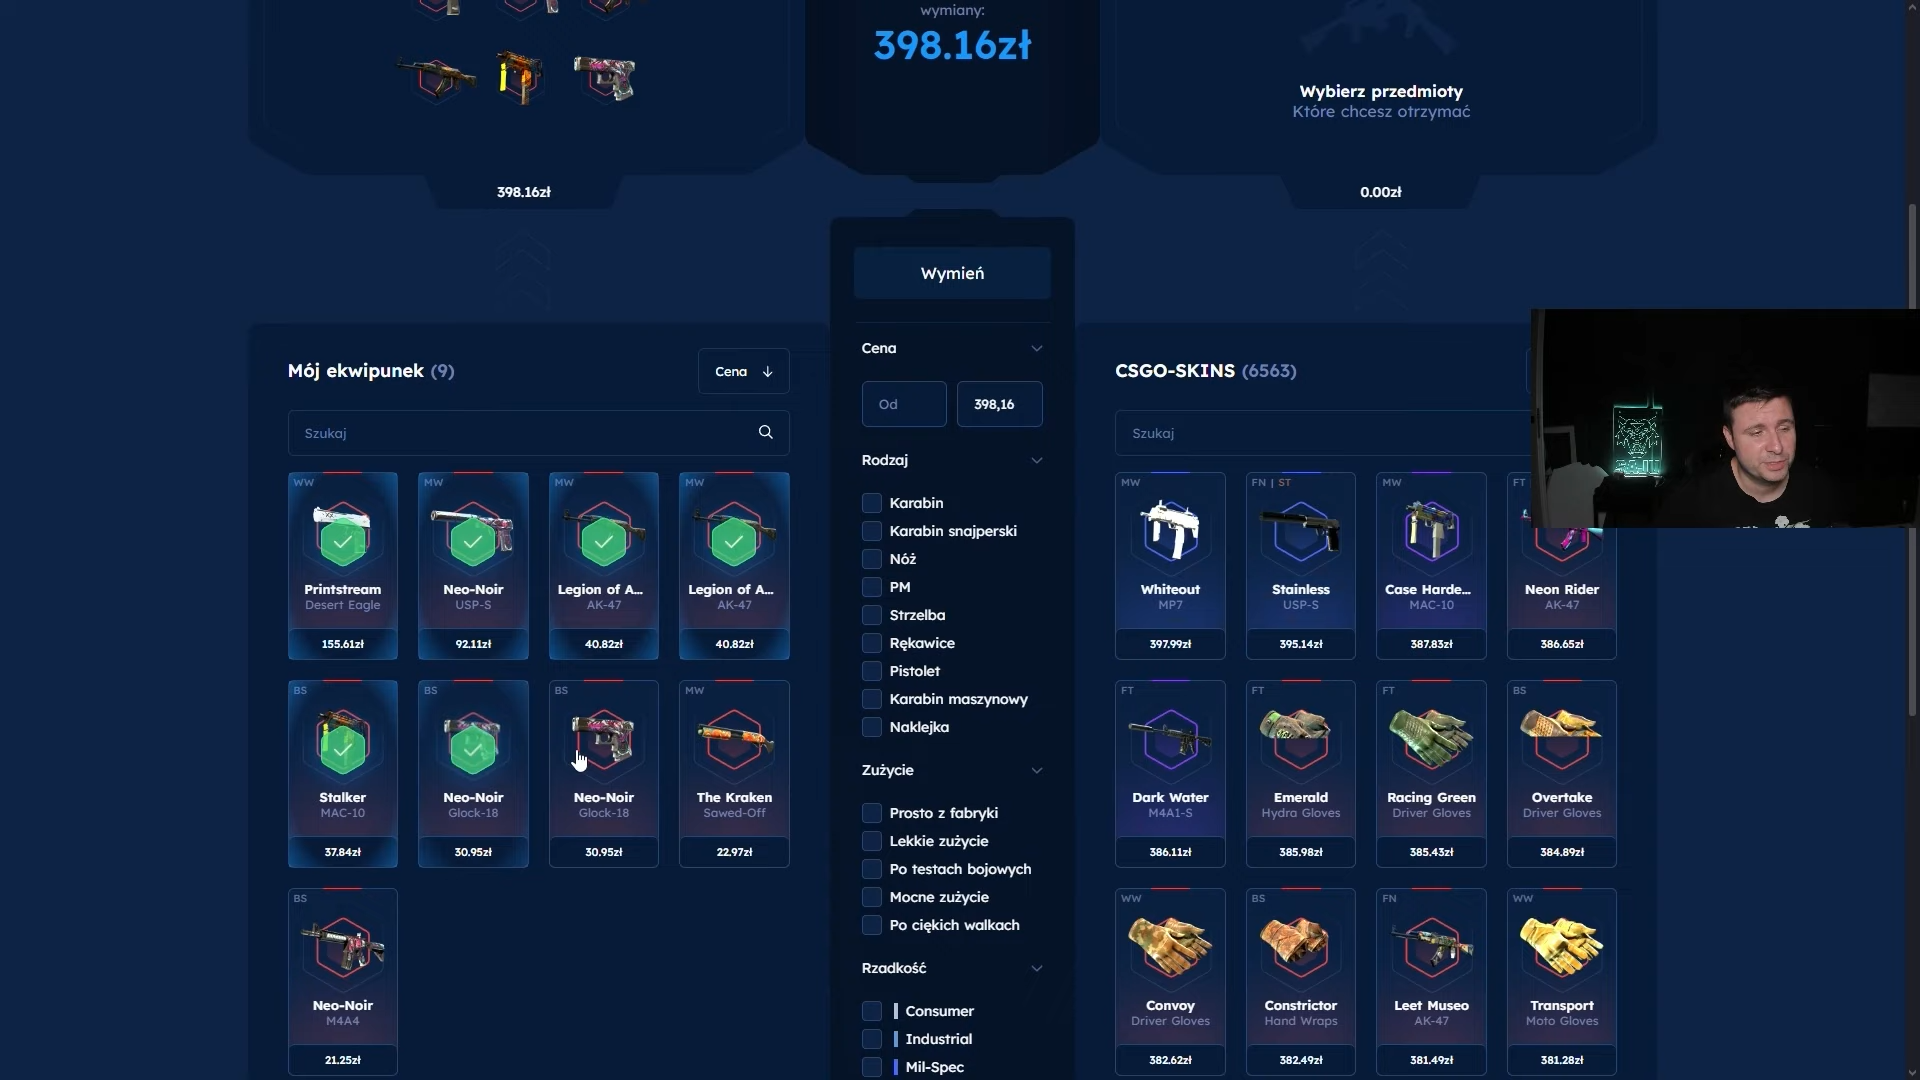 wymiany:
398.16zł
Wybierz przedmioty
Które chcesz otrzymać
398.16zł
0.00zł
Wymień
Mój ekwipunek (9)
Cena
Szukaj
WW
Printstream
Desert Eagle
155.61zł
MW
Neo-Noir
USP-S
92.11zł
MW
Legion of A...
AK-47
40.82zł
MW
Legion of A...
AK-47
40.82zł
BS
Stalker
MAC-10
37.84zł
BS
Neo-Noir
Glock-18
30.95zł
BS
Neo-Noir
Glock-18
30.95zł
MW
The Kraken
Sawed-Off
22.97zł
BS
Neo-Noir
M4A4
21.25zł
Cena
Od
398,16
Rodzaj
Karabin
Karabin snajperski
Nóż
PM
Strzelba
Rękawice
Pistolet
Karabin maszynowy
Naklejka
Zużycie
Prosto z fabryki
Lekkie zużycie
Po testach bojowych
Mocne zużycie
Po ciękich walkach
Rzadkość
Consumer
Industrial
Mil-Spec
CSGO-SKINS (6563)
Szukaj
MW
Whiteout
MP7
397.99zł
FN | ST
Stainless
USP-S
395.14zł
MW
Case Harde...
MAC-10
387.83zł
FT
Neon Rider
AK-47
386.65zł
FT
Dark Water
M4A1-S
386.11zł
FT
Emerald
Hydra Gloves
385.98zł
FT
Racing Green
Driver Gloves
385.43zł
BS
Overtake
Driver Gloves
384.89zł
WW
Convoy
Driver Gloves
382.62zł
BS
Constrictor
Hand Wraps
382.49zł
FN
Leet Museo
AK-47
381.49zł
WW
Transport
Moto Gloves
381.28zł